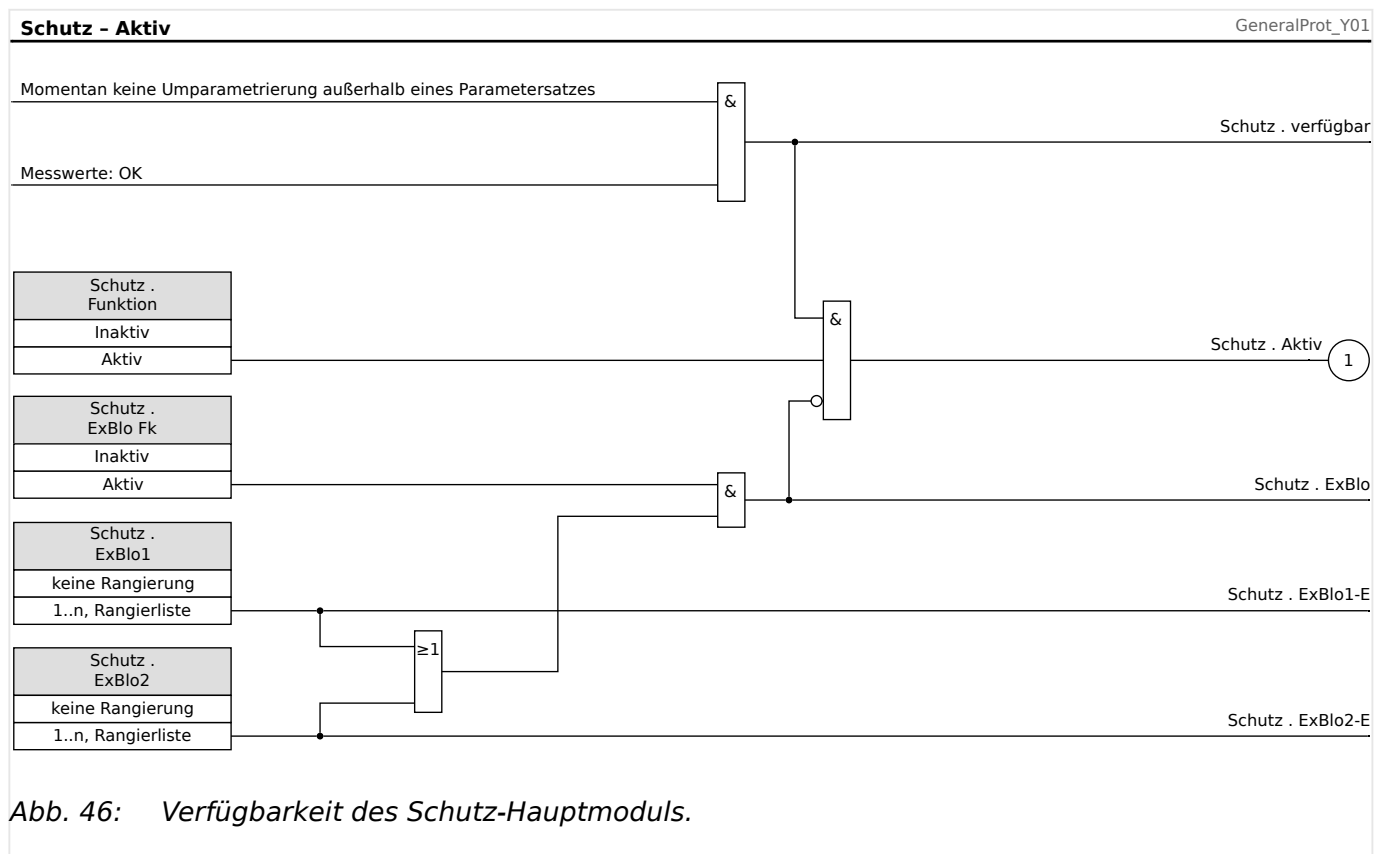 Schutz – Aktiv
GeneralProt_Y01
Momentan keine Umparametrierung außerhalb eines Parametersatzes
&
Schutz . verfügbar
Messwerte: OK
Schutz .
Funktion
Inaktiv
Aktiv
&
Schutz . Aktiv
1
Schutz .
ExBlo Fk
Inaktiv
Aktiv
&
Schutz . ExBlo
Schutz .
ExBlo1
keine Rangierung
1..n, Rangierliste
Schutz . ExBlo1-E
≥1
Schutz .
ExBlo2
keine Rangierung
1..n, Rangierliste
Schutz . ExBlo2-E
Abb. 46: Verfügbarkeit des Schutz-Hauptmoduls.